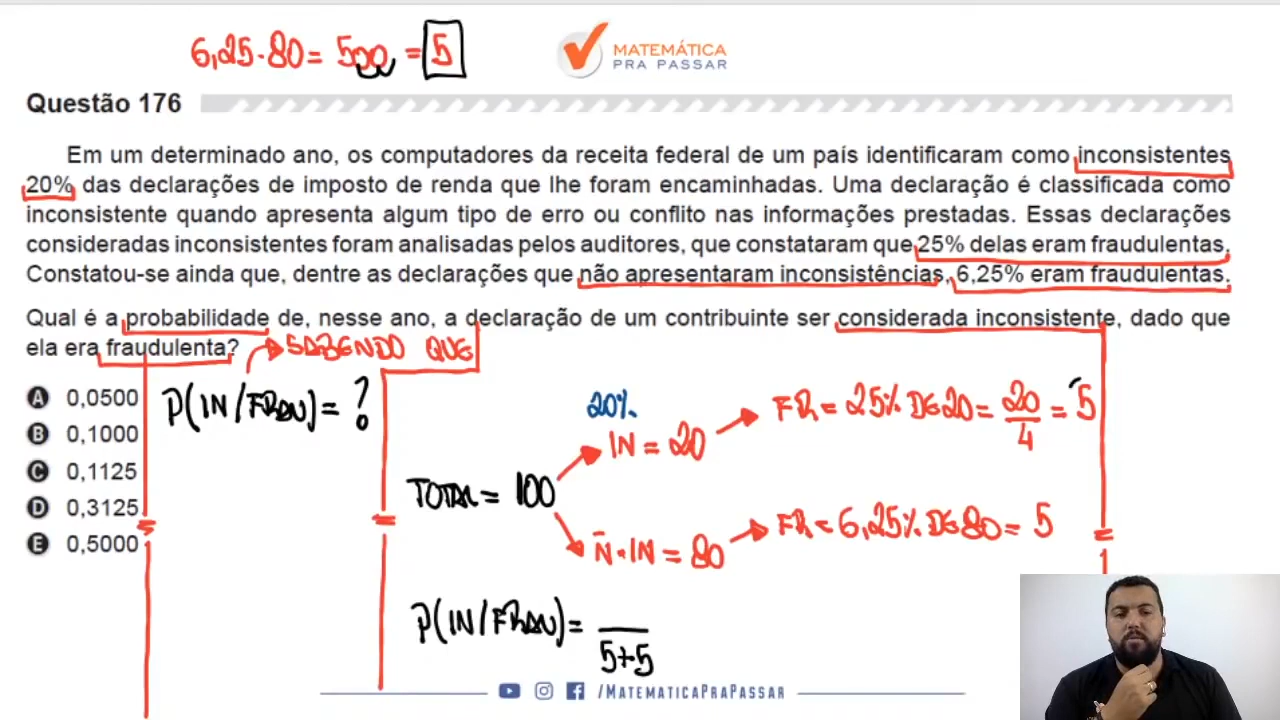 6,25·80= 500 = 5
MATEMÁTICA
PRA PASSAR
Questão 176
Em um determinado ano, os computadores da receita federal de um país identificaram como inconsistentes
20% das declarações de imposto de renda que lhe foram encaminhadas. Uma declaração é classificada como
inconsistente quando apresenta algum tipo de erro ou conflito nas informações prestadas. Essas declarações
consideradas inconsistentes foram analisadas pelos auditores, que constataram que 25% delas eram fraudulentas.
Constatou-se ainda que, dentre as declarações que não apresentaram inconsistências, 6,25% eram fraudulentas.
Qual é a probabilidade de, nesse ano, a declaração de um contribuinte ser considerada inconsistente, dado que
ela era fraudulenta?
SABENDO QUE
A 0,0500
B 0,1000
C 0,1125
D 0,3125
E 0,5000
P(IN/FRAU)= ?
20%
IN = 20
FR = 25% DE 20 = 20/4 = 5
TOTAL = 100
N·IN = 80
FR = 6,25% DE 80 = 5
P(IN/FRAU)=
5+5
/MATEMATICAPRAPASSAR